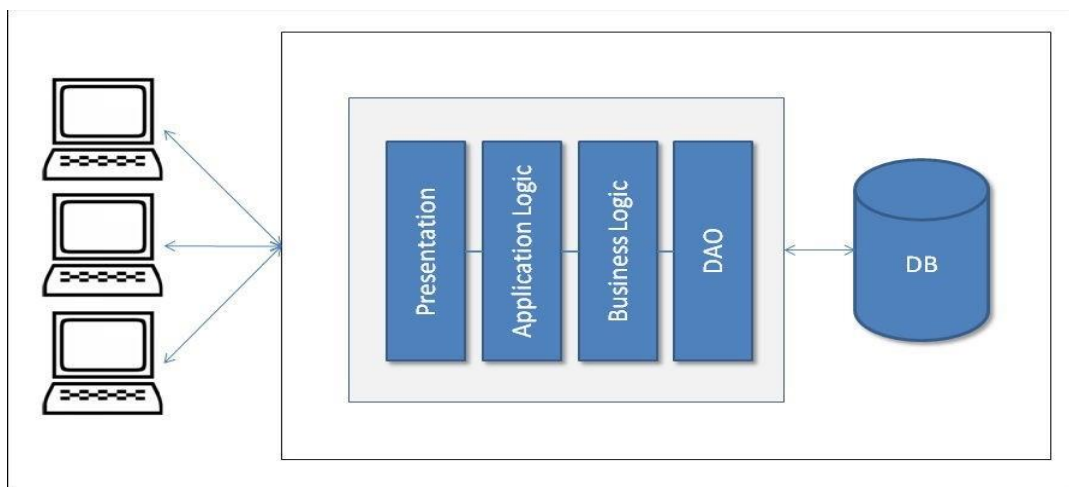 Presentation
Application Logic
Business Logic
DAO
DB